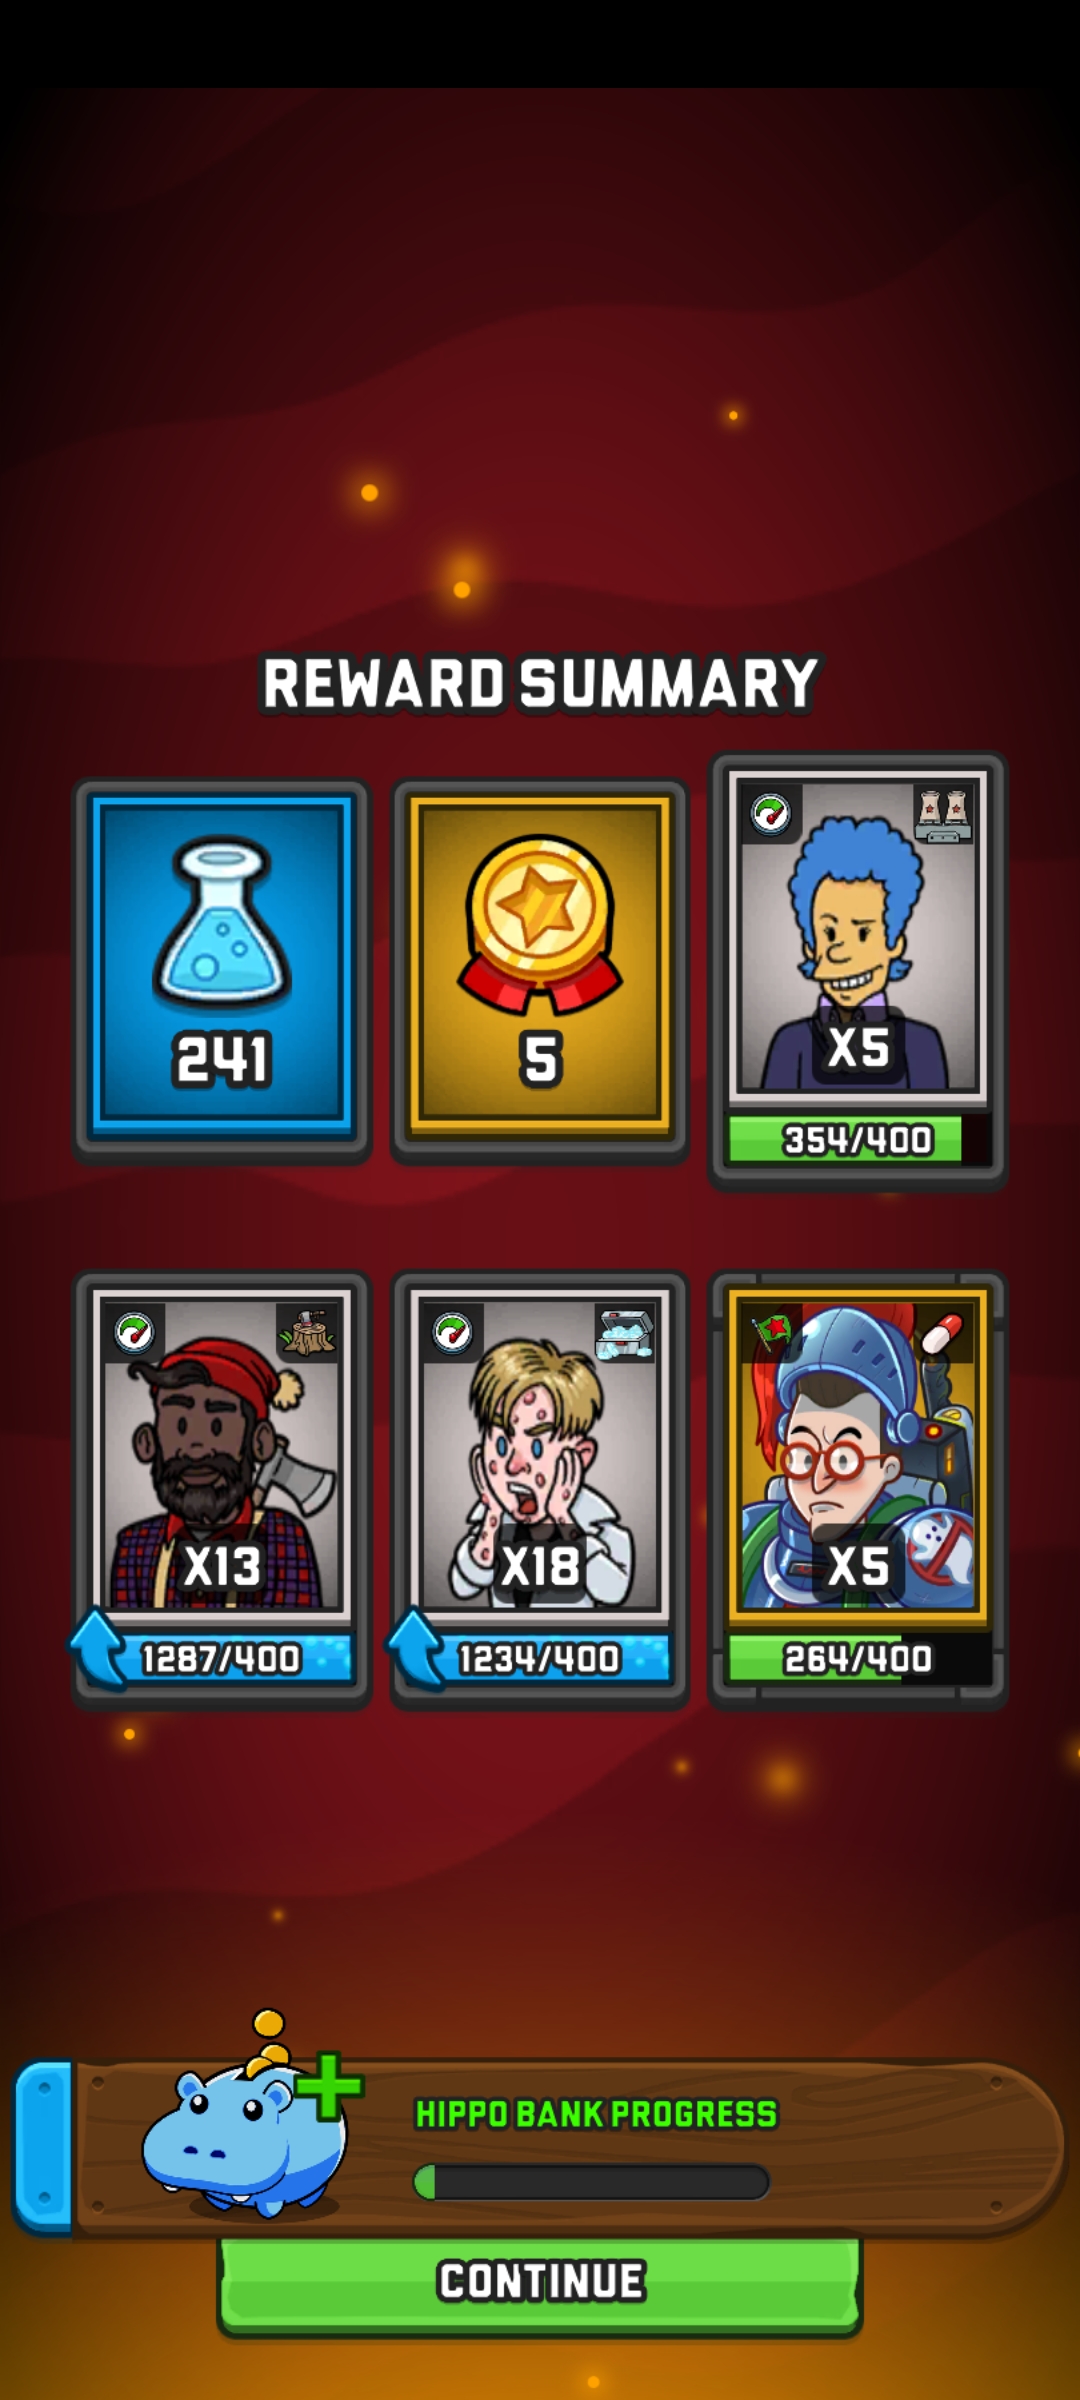 REWARD SUMMARY
241
5
X5
354/400
X13
X18
X5
1287/400
1234/400
264/400
HIPPO BANK PROGRESS
CONTINUE